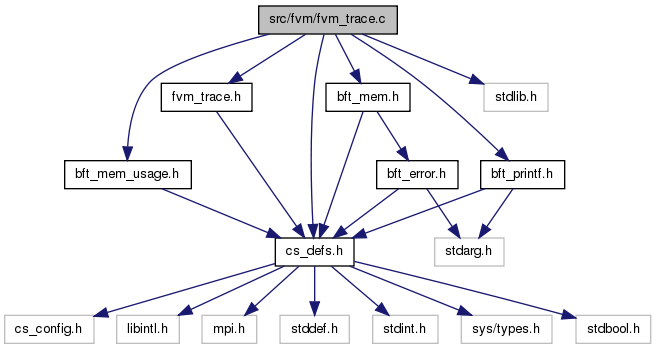 src/fvm/fvm_trace.c
fvm_trace.h
bft_mem.h
stdlib.h
bft_mem_usage.h
bft_error.h
bft_printf.h
cs_defs.h
stdarg.h
cs_config.h
libintl.h
mpi.h
stddef.h
stdint.h
sys/types.h
stdbool.h